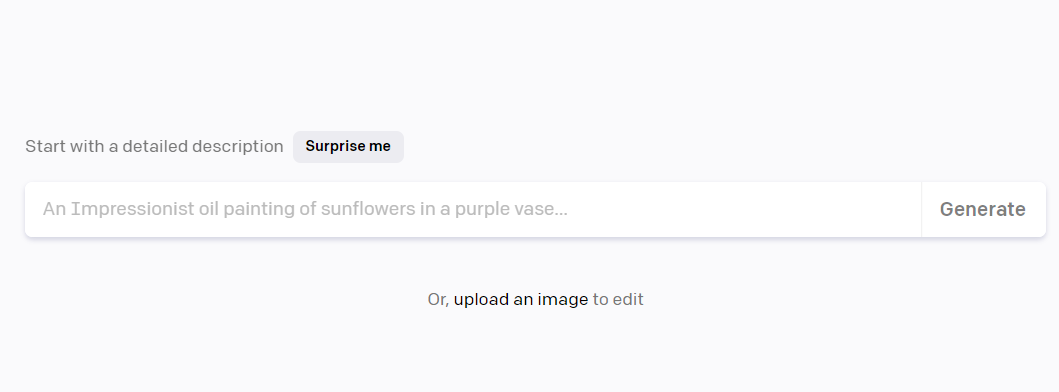 Start with a detailed description Surprise me
An Impressionist oil painting of sunflowers in a purple vase... Generate
Or, upload an image to edit